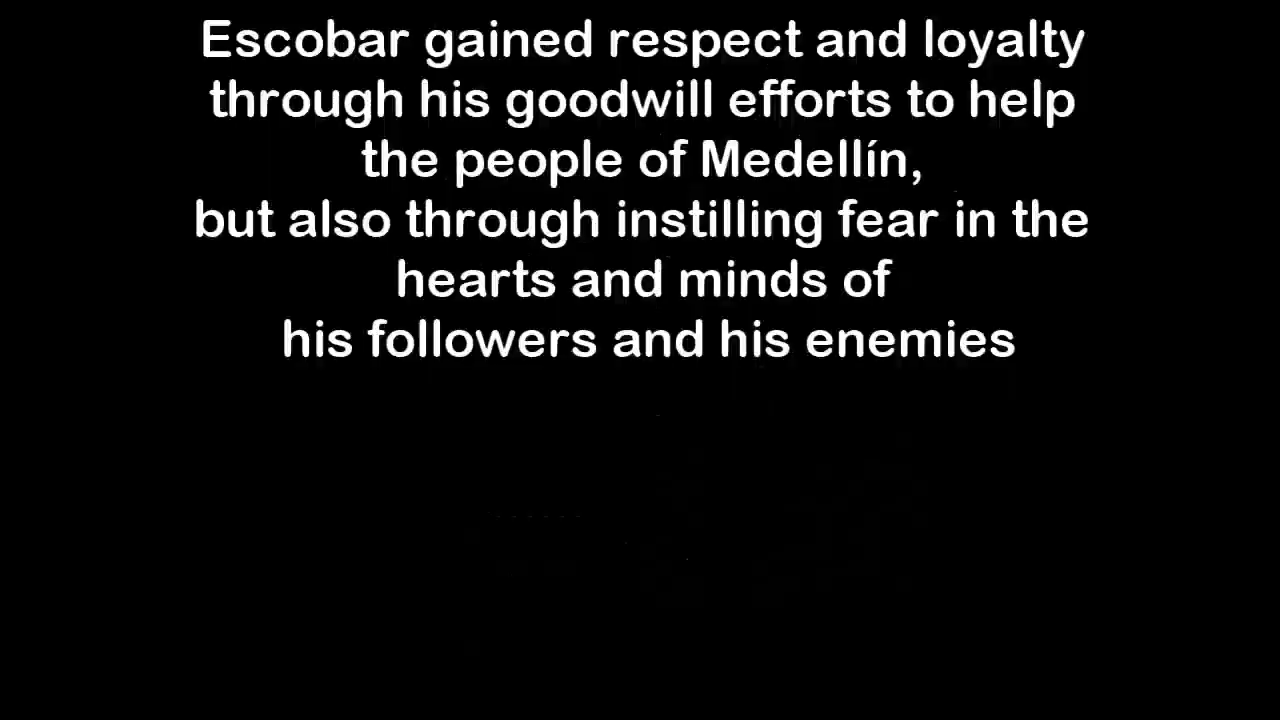 Escobar gained respect and loyalty
through his goodwill efforts to help
the people of Medellín,
but also through instilling fear in the
hearts and minds of
his followers and his enemies